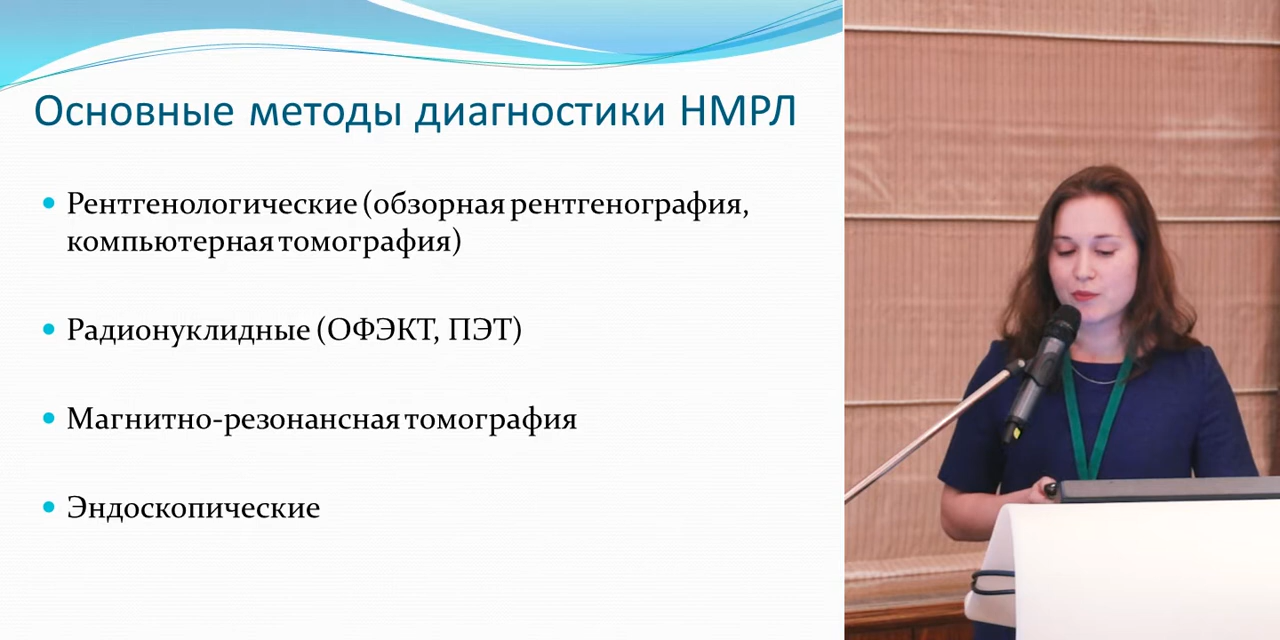 Основные методы диагностики НМРЛ
• Рентгенологические (обзорная рентгенография,
компьютерная томография)
• Радионуклидные (ОФЭКТ, ПЭТ)
• Магнитно-резонансная томография
• Эндоскопические